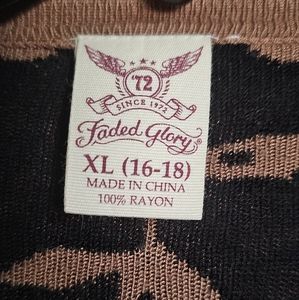 '72
SINCE 1972
Faded Glory®
XL (16-18)
MADE IN CHINA
100% RAYON